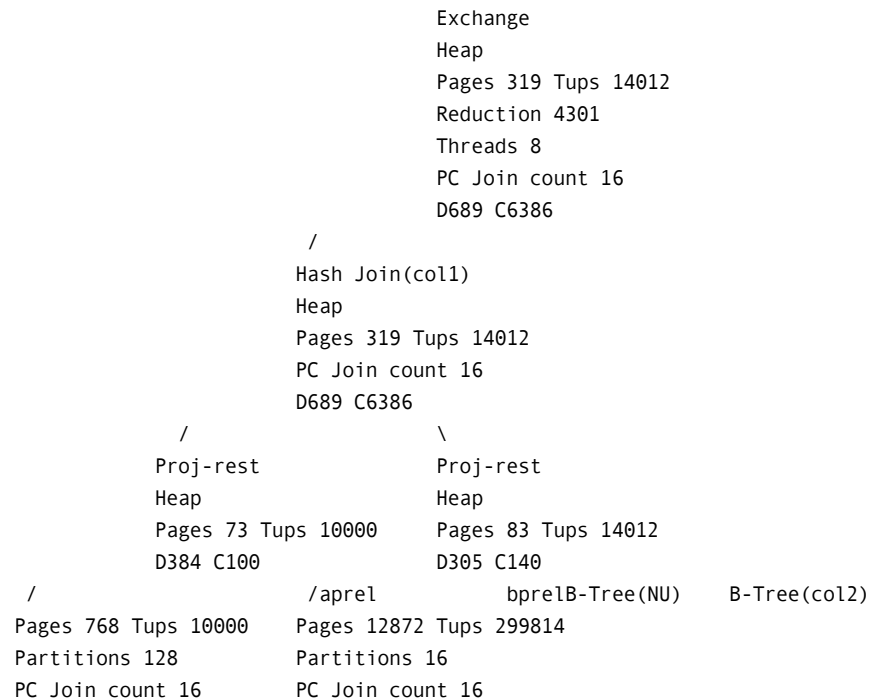 Exchange
Heap
Pages 319 Tups 14012
Reduction 4301
Threads 8
PC Join count 16
D689 C6386
/
Hash Join(col1)
Heap
Pages 319 Tups 14012
PC Join count 16
D689 C6386
/ \
Proj-rest Proj-rest
Heap Heap
Pages 73 Tups 10000 Pages 83 Tups 14012
D384 C100 D305 C140
/ /aprel bprelB-Tree(NU) B-Tree(col2)
Pages 768 Tups 10000 Pages 12872 Tups 299814
Partitions 128 Partitions 16
PC Join count 16 PC Join count 16